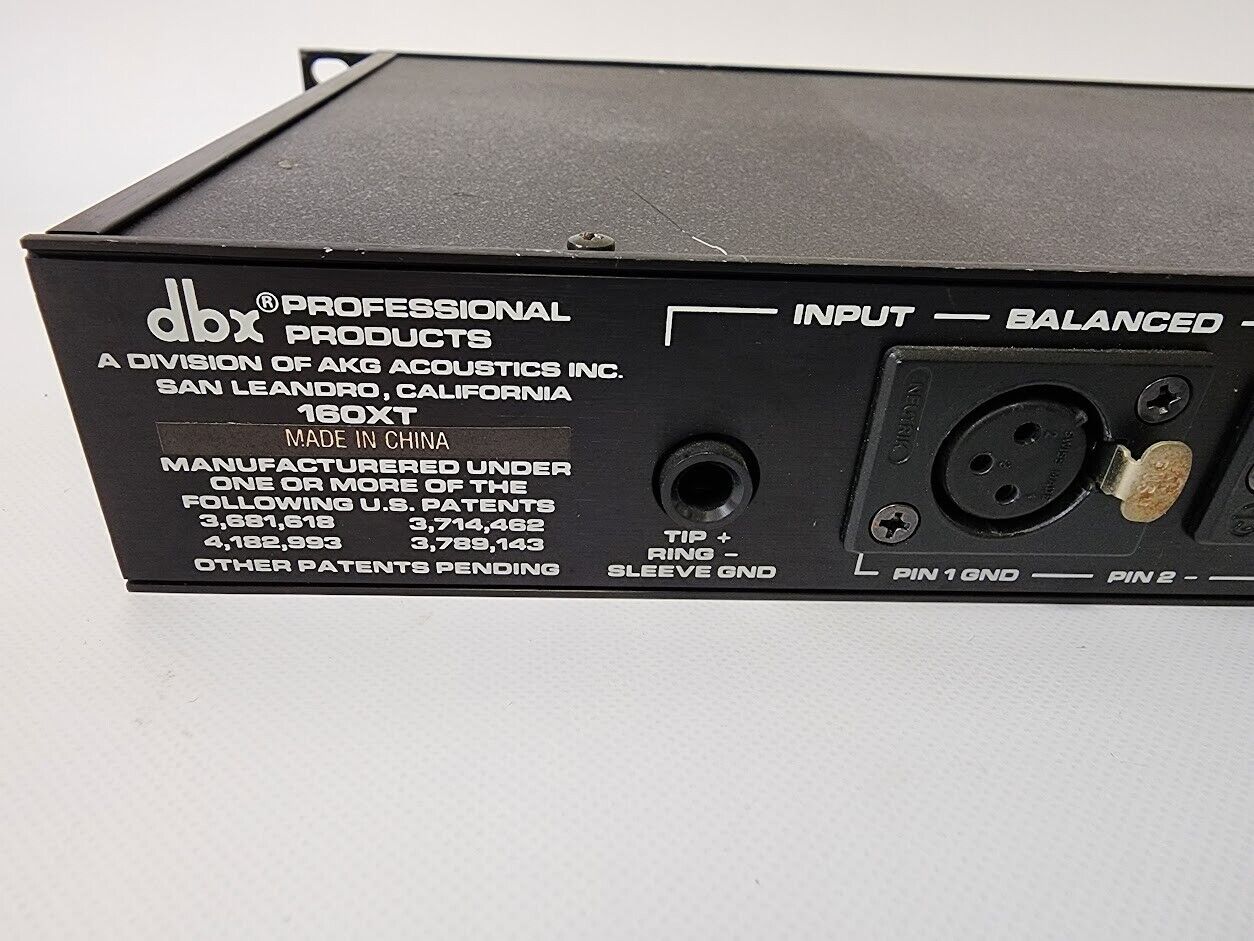 dbx® PROFESSIONAL
PRODUCTS
A DIVISION OF AKG ACOUSTICS INC.
SAN LEANDRO, CALIFORNIA
160XT
MADE IN CHINA
MANUFACTURERED UNDER
ONE OR MORE OF THE
FOLLOWING U.S. PATENTS
3,681,618 3,714,462
4,182,993 3,789,143
OTHER PATENTS PENDING
INPUT — BALANCED
TIP +
RING -
SLEEVE GND
NEUTRIK
PIN 1 GND — PIN 2 -